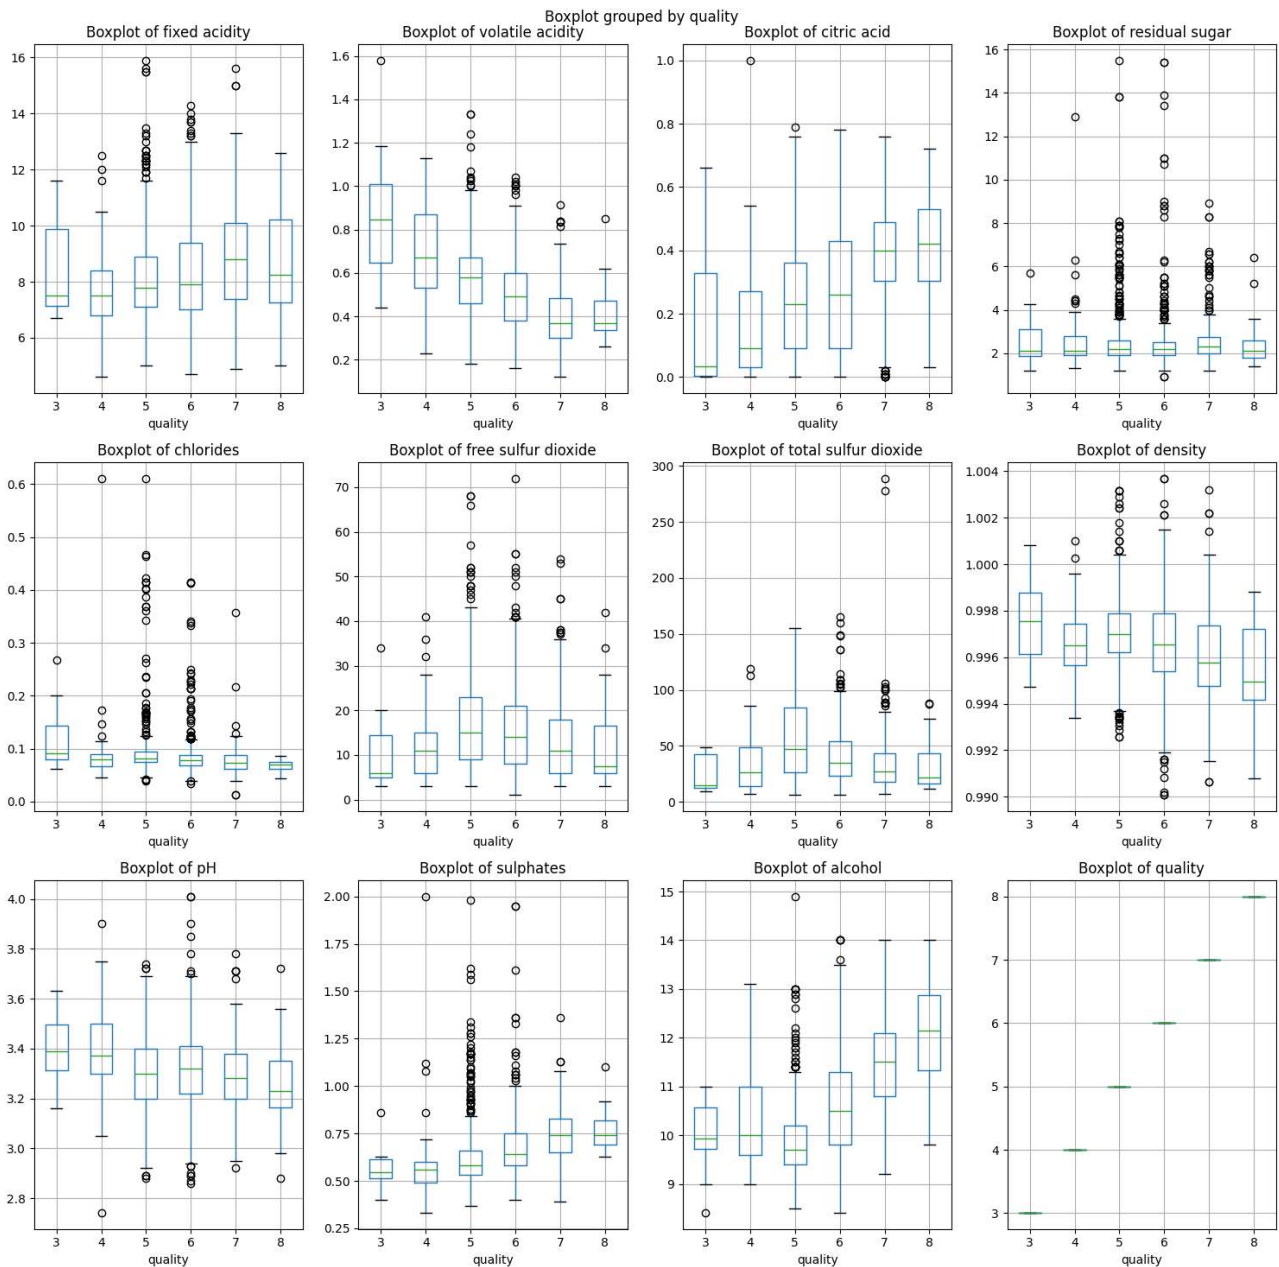 Boxplot grouped by quality
Boxplot of fixed acidity
16
14
12
10
8
6
3 4 5 6 7 8
quality
Boxplot of volatile acidity
1.6
1.4
1.2
1.0
0.8
0.6
0.4
0.2
3 4 5 6 7 8
quality
Boxplot of citric acid
1.0
0.8
0.6
0.4
0.2
0.0
3 4 5 6 7 8
quality
Boxplot of residual sugar
16
14
12
10
8
6
4
2
3 4 5 6 7 8
quality
Boxplot of chlorides
0.6
0.5
0.4
0.3
0.2
0.1
0.0
3 4 5 6 7 8
quality
Boxplot of free sulfur dioxide
70
60
50
40
30
20
10
0
3 4 5 6 7 8
quality
Boxplot of total sulfur dioxide
300
250
200
150
100
50
0
3 4 5 6 7 8
quality
Boxplot of density
1.004
1.002
1.000
0.998
0.996
0.994
0.992
0.990
3 4 5 6 7 8
quality
Boxplot of pH
4.0
3.8
3.6
3.4
3.2
3.0
2.8
3 4 5 6 7 8
quality
Boxplot of sulphates
2.00
1.75
1.50
1.25
1.00
0.75
0.50
0.25
3 4 5 6 7 8
quality
Boxplot of alcohol
15
14
13
12
11
10
9
3 4 5 6 7 8
quality
Boxplot of quality
8
7
6
5
4
3
3 4 5 6 7 8
quality